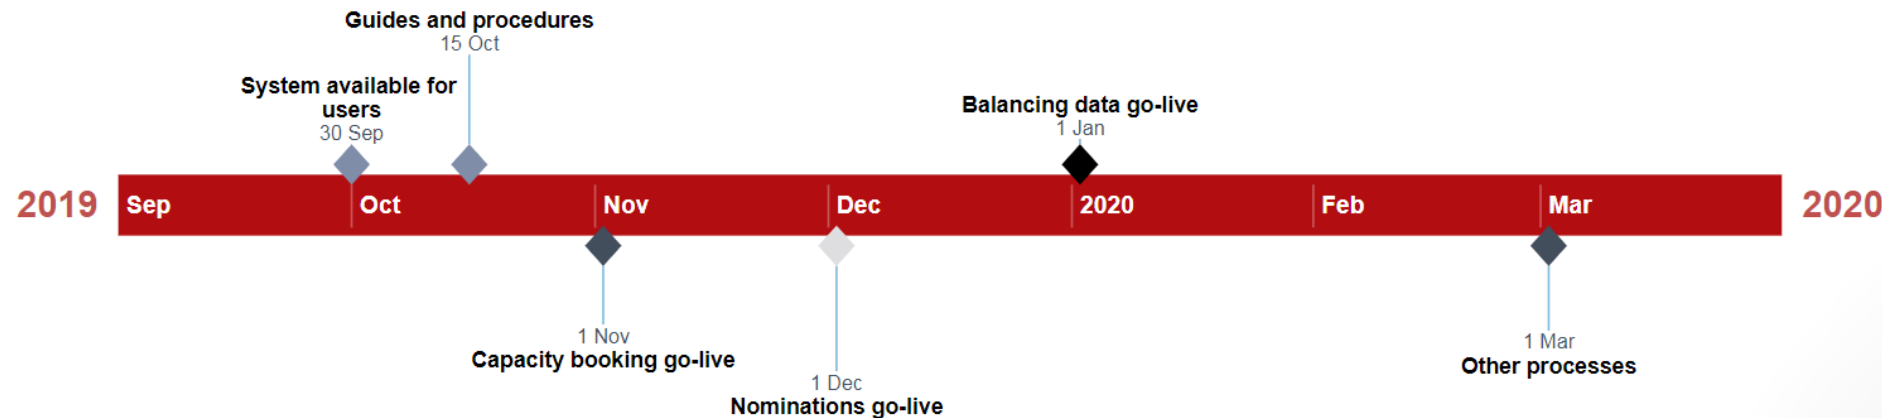 Guides and procedures
15 Oct
System available for
users
30 Sep
Balancing data go-live
1 Jan
2019
Sep
Oct
Nov
Dec
2020
Feb
Mar
2020
1 Nov
Capacity booking go-live
1 Dec
Nominations go-live
1 Mar
Other processes